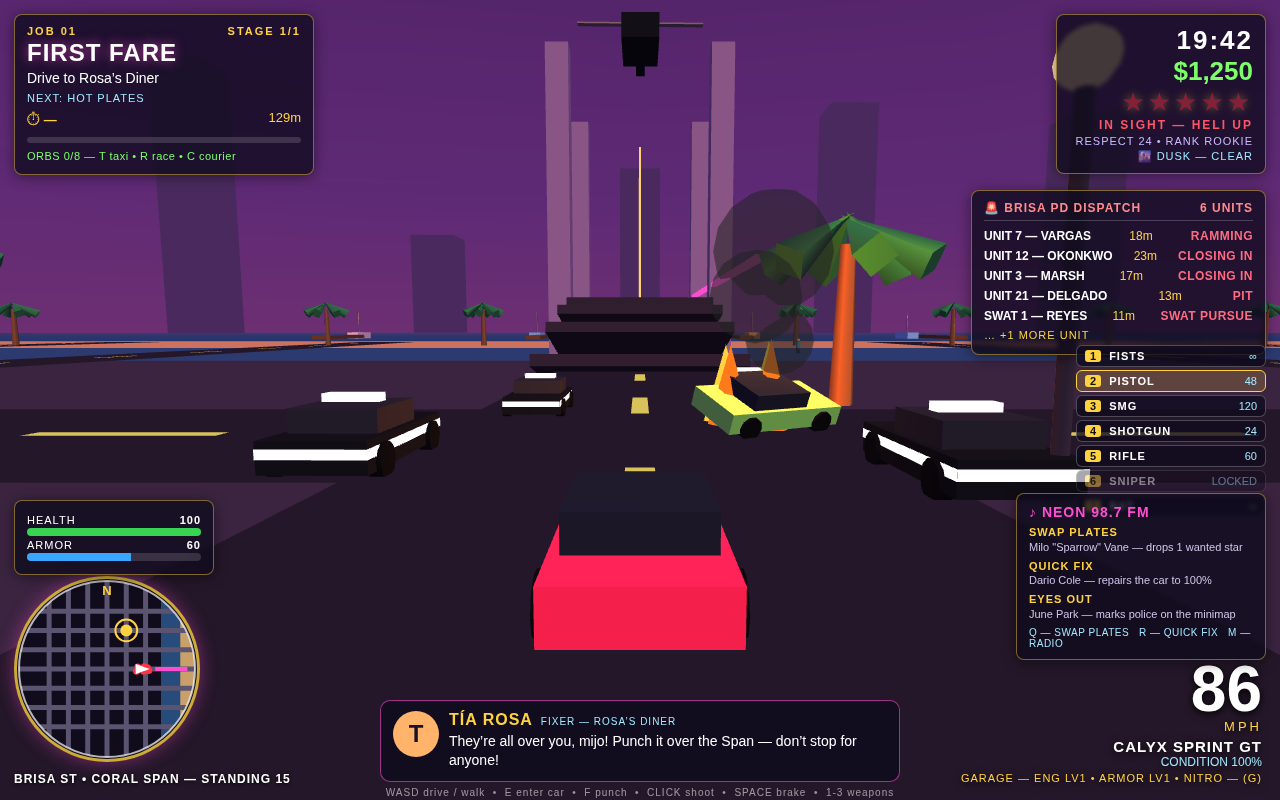 JOB 01 STAGE 1/1
FIRST FARE
Drive to Rosa's Diner
NEXT: HOT PLATES
⏱ — 129m
ORBS 0/8 — T taxi • R race • C courier
19:42
$1,250
★ ★ ★ ★ ★
IN SIGHT — HELI UP
RESPECT 24 • RANK ROOKIE
🌆 DUSK — CLEAR
🚨 BRISA PD DISPATCH 6 UNITS
UNIT 7 — VARGAS 18m RAMMING
UNIT 12 — OKONKWO 23m CLOSING IN
UNIT 3 — MARSH 17m CLOSING IN
UNIT 21 — DELGADO 13m PIT
SWAT 1 — REYES 11m SWAT PURSUE
... +1 MORE UNIT
1 FISTS ∞
2 PISTOL 48
3 SMG 120
4 SHOTGUN 24
5 RIFLE 60
6 SNIPER LOCKED
♪ NEON 98.7 FM
SWAP PLATES
Milo "Sparrow" Vane — drops 1 wanted star
QUICK FIX
Dario Cole — repairs the car to 100%
EYES OUT
June Park — marks police on the minimap
Q — SWAP PLATES R — QUICK FIX M —
RADIO
HEALTH 100
ARMOR 60
N
BRISA ST • CORAL SPAN — STANDING 15
T
TÍA ROSA FIXER — ROSA'S DINER
They're all over you, mijo! Punch it over the Span — don't stop for
anyone!
WASD drive / walk • E enter car • F punch • CLICK shoot • SPACE brake • 1-3 weapons
86
MPH
CALYX SPRINT GT
CONDITION 100%
GARAGE — ENG LV1 • ARMOR LV1 • NITRO — (G)